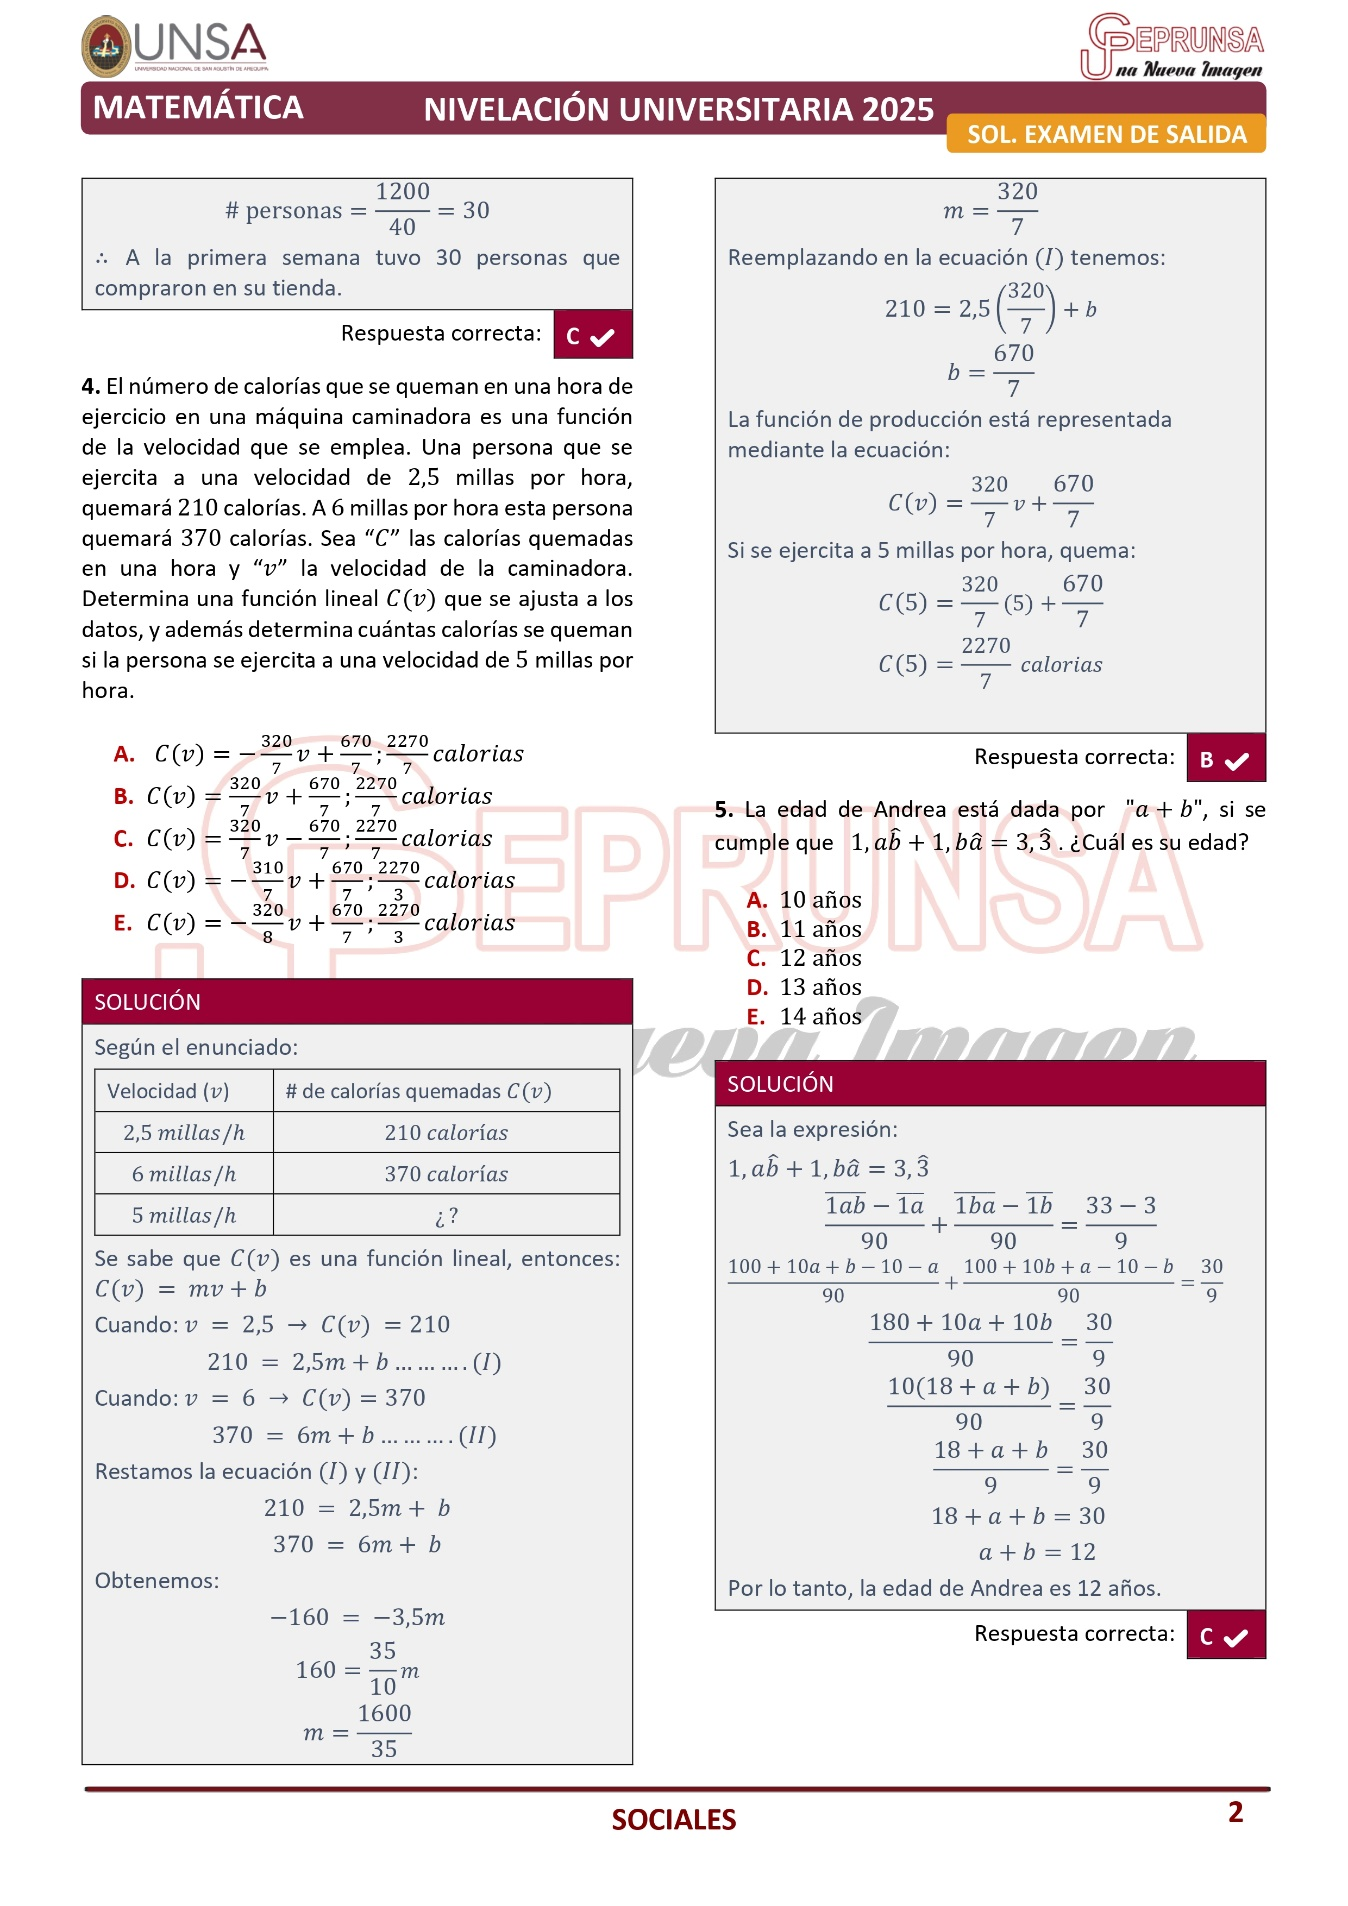 UNSA
UNIVERSIDAD NACIONAL DE SAN AGUSTÍN DE AREQUIPA
CEPRUNSA
Una Nueva Imagen
MATEMÁTICA
NIVELACIÓN UNIVERSITARIA 2025
SOL. EXAMEN DE SALIDA
# personas = 1200/40 = 30
∴ A la primera semana tuvo 30 personas que
compraron en su tienda.
Respuesta correcta: C ✔
4. El número de calorías que se queman en una hora de
ejercicio en una máquina caminadora es una función
de la velocidad que se emplea. Una persona que se
ejercita a una velocidad de 2,5 millas por hora,
quemará 210 calorías. A 6 millas por hora esta persona
quemará 370 calorías. Sea “C” las calorías quemadas
en una hora y “v” la velocidad de la caminadora.
Determina una función lineal C(v) que se ajusta a los
datos, y además determina cuántas calorías se queman
si la persona se ejercita a una velocidad de 5 millas por
hora.
A. C(v) = −320/7 v + 670/7 ; 2270/7 calorias
B. C(v) = 320/7 v + 670/7 ; 2270/7 calorias
C. C(v) = 320/7 v − 670/7 ; 2270/7 calorias
D. C(v) = −310/7 v + 670/7 ; 2270/3 calorias
E. C(v) = −320/8 v + 670/7 ; 2270/3 calorias
SOLUCIÓN
Según el enunciado:
Velocidad (v) # de calorías quemadas C(v)
2,5 millas/h 210 calorías
6 millas/h 370 calorías
5 millas/h ¿ ?
Se sabe que C(v) es una función lineal, entonces:
C(v) = mv + b
Cuando: v = 2,5 → C(v) = 210
210 = 2,5m + b … … … . (I)
Cuando: v = 6 → C(v) = 370
370 = 6m + b … … … . (II)
Restamos la ecuación (I) y (II):
210 = 2,5m + b
370 = 6m + b
Obtenemos:
−160 = −3,5m
160 = 35/10 m
m = 1600/35
m = 320/7
Reemplazando en la ecuación (I) tenemos:
210 = 2,5 (320/7) + b
b = 670/7
La función de producción está representada
mediante la ecuación:
C(v) = 320/7 v + 670/7
Si se ejercita a 5 millas por hora, quema:
C(5) = 320/7 (5) + 670/7
C(5) = 2270/7 calorias
Respuesta correcta: B ✔
5. La edad de Andrea está dada por "a + b", si se
cumple que 1, ab̂ + 1, bâ = 3, 3̂ . ¿Cuál es su edad?
A. 10 años
B. 11 años
C. 12 años
D. 13 años
E. 14 años
SOLUCIÓN
Sea la expresión:
1, ab̂ + 1, bâ = 3, 3̂
(1ab − 1a)/90 + (1ba − 1b)/90 = (33 − 3)/9
(100 + 10a + b − 10 − a)/90 + (100 + 10b + a − 10 − b)/90 = 30/9
(180 + 10a + 10b)/90 = 30/9
10(18 + a + b)/90 = 30/9
(18 + a + b)/9 = 30/9
18 + a + b = 30
a + b = 12
Por lo tanto, la edad de Andrea es 12 años.
Respuesta correcta: C ✔
SOCIALES
2